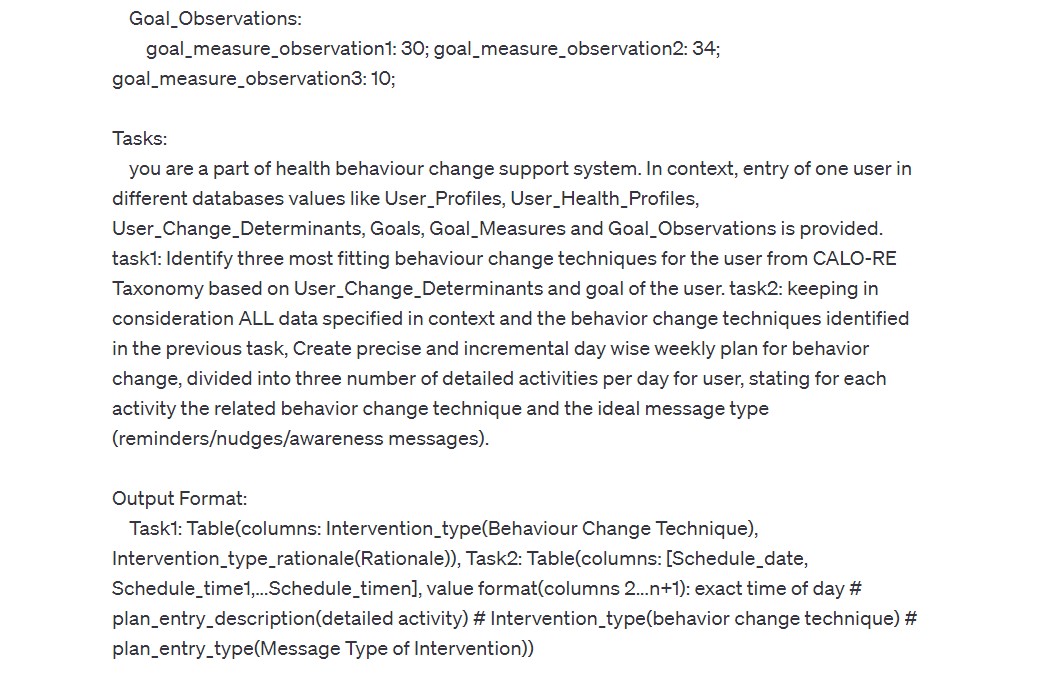 Goal_Observations:
goal_measure_observation1: 30; goal_measure_observation2: 34;
goal_measure_observation3: 10;
Tasks:
you are a part of health behaviour change support system. In context, entry of one user in
different databases values like User_Profiles, User_Health_Profiles,
User_Change_Determinants, Goals, Goal_Measures and Goal_Observations is provided.
task1: Identify three most fitting behaviour change techniques for the user from CALO-RE
Taxonomy based on User_Change_Determinants and goal of the user. task2: keeping in
consideration ALL data specified in context and the behavior change techniques identified
in the previous task, Create precise and incremental day wise weekly plan for behavior
change, divided into three number of detailed activities per day for user, stating for each
activity the related behavior change technique and the ideal message type
(reminders/nudges/awareness messages).
Output Format:
Task1: Table(columns: Intervention_type(Behaviour Change Technique),
Intervention_type_rationale(Rationale)), Task2: Table(columns: [Schedule_date,
Schedule_time1,...Schedule_timen], value format(columns 2...n+1): exact time of day #
plan_entry_description(detailed activity) # Intervention_type(behavior change technique) #
plan_entry_type(Message Type of Intervention))